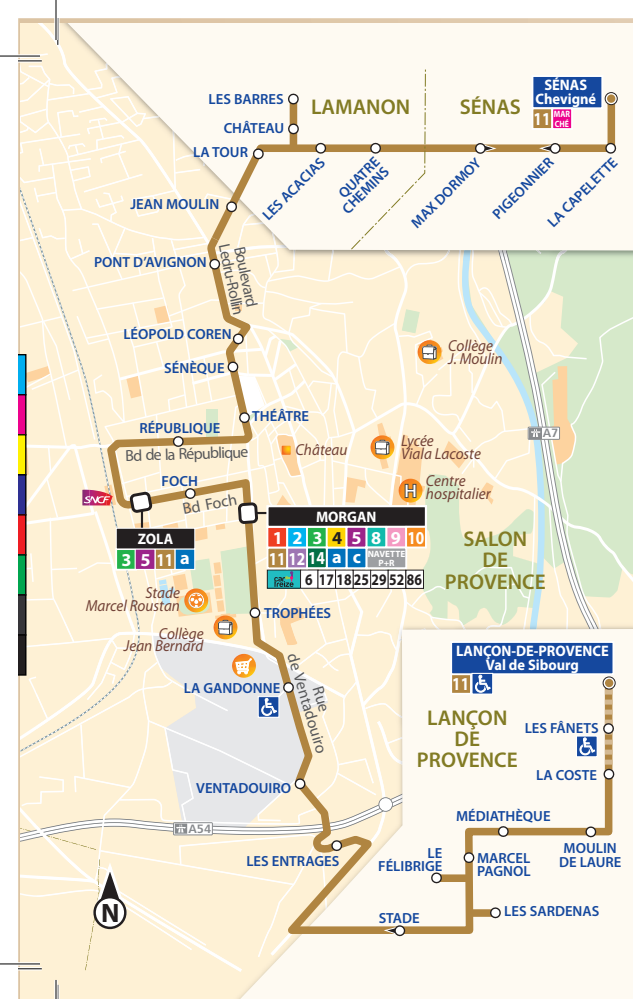 SÉNAS
Chevigné
11 MAR
CHÉ
LES BARRES
LAMANON
SÉNAS
CHÂTEAU
LA TOUR
LES ACACIAS
QUATRE
CHEMINS
MAX DORMOY
PIGEONNIER
LA CAPELETTE
JEAN MOULIN
PONT D'AVIGNON
Boulevard
Ledru-Rollin
LÉOPOLD COREN
Collège
J. Moulin
SÉNÈQUE
THÉÂTRE
RÉPUBLIQUE
Bd de la République
Château
Lycée
Viala Lacoste
A7
FOCH
Bd Foch
SNCF
Centre
hospitalier
H
ZOLA
3 5 11 a
MORGAN
1 2 3 4 5 8 9 10
11 12 14 a c NAVETTE
P+R
car
treize 6 17 18 25 29 52 86
SALON
DE
PROVENCE
Stade
Marcel Roustan
TROPHÉES
Collège
Jean Bernard
LA GANDONNE
Rue
de Ventadouiro
LANÇON-DE-PROVENCE
Val de Sibourg
11
LANÇON
DE
PROVENCE
LES FÂNETS
LA COSTE
VENTADOUIRO
MÉDIATHÈQUE
A54
MOULIN
DE LAURE
LES ENTRAGES
LE
FÉLIBRIGE
MARCEL
PAGNOL
LES SARDENAS
STADE
N